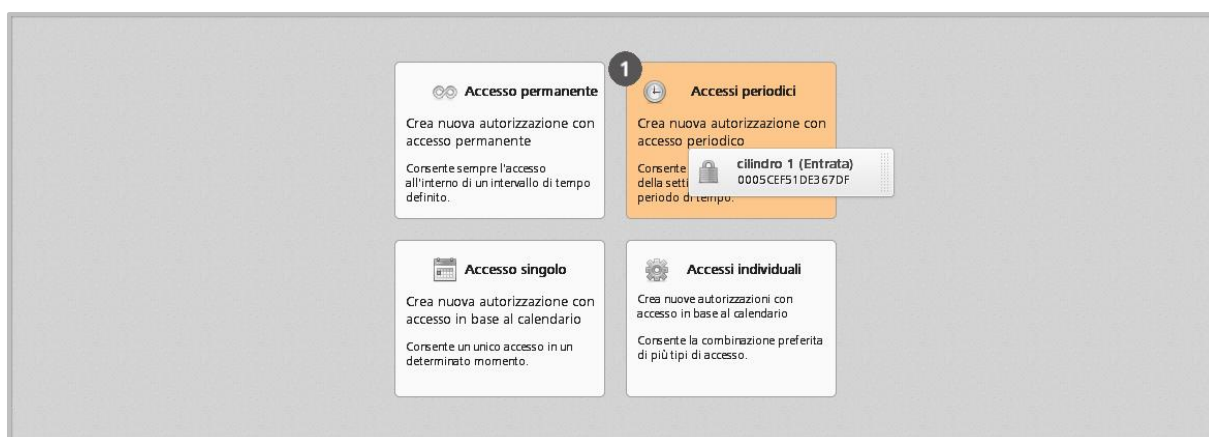 Accesso permanente
Crea nuova autorizzazione con
accesso permanente
Consente sempre l'accesso
all'interno di un intervallo di tempo
definito.
1
Accessi periodici
Crea nuova autorizzazione con
accesso periodico
Consente
della setti
periodo di tempo.
cilindro 1 (Entrata)
0005CEF51DE367DF
Accesso singolo
Crea nuova autorizzazione con
accesso in base al calendario
Consente un unico accesso in un
determinato momento.
Accessi individuali
Crea nuove autorizzazioni con
accesso in base al calendario
Consente la combinazione preferita
di più tipi di accesso.